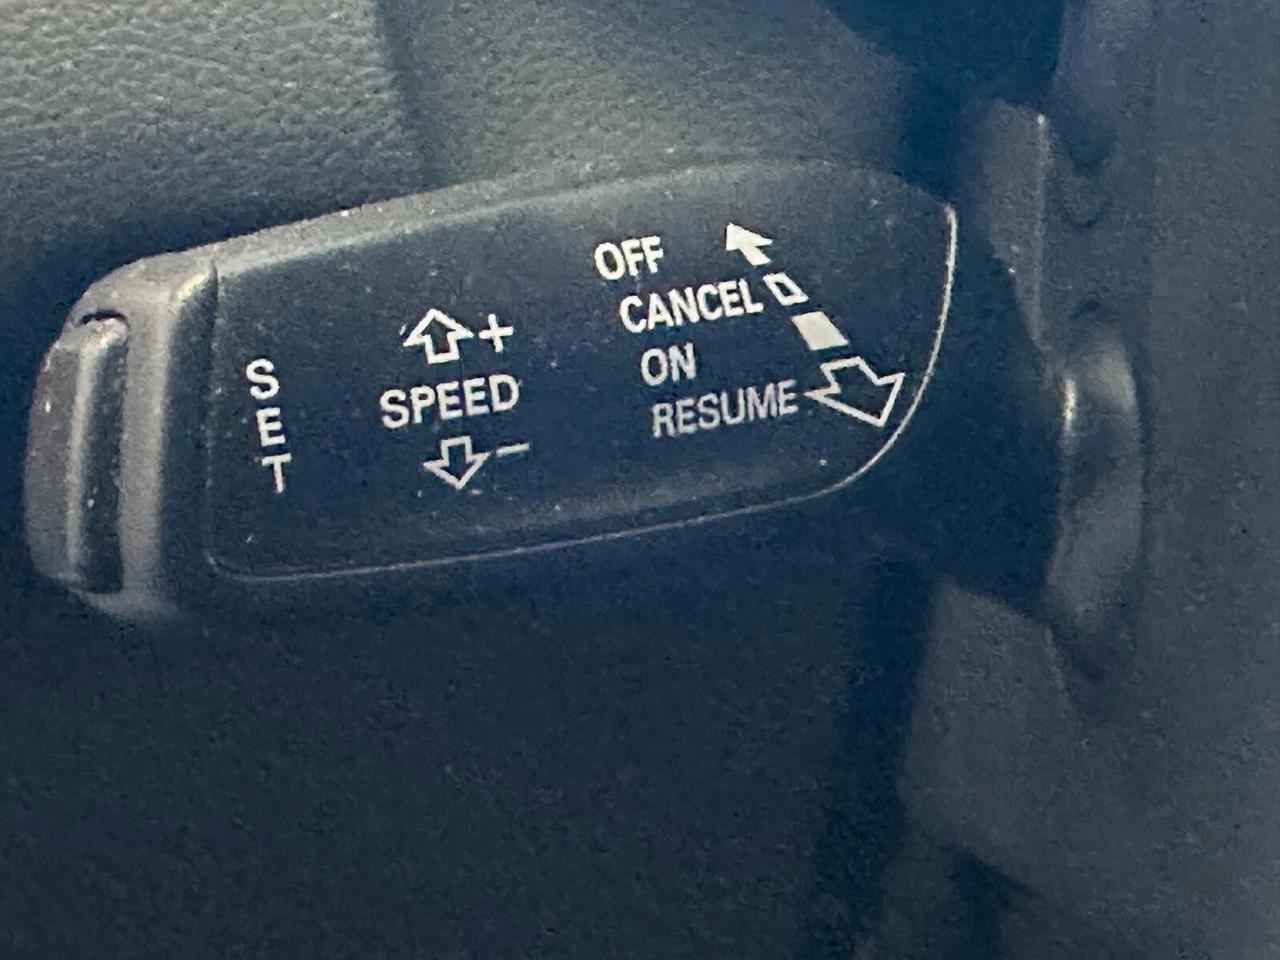 SET
+
SPEED
−
OFF
CANCEL
ON
RESUME